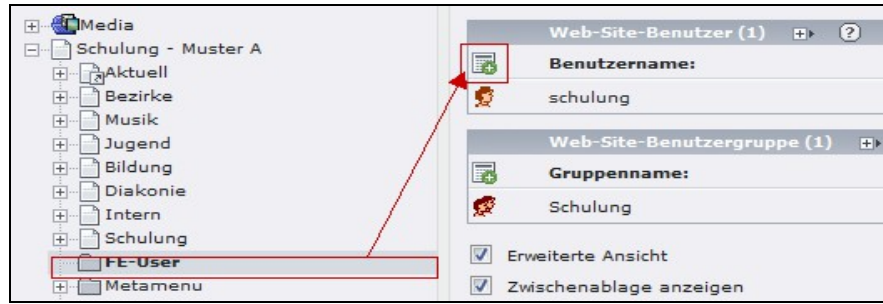 Media
Schulung - Muster A
Aktuell
Bezirke
Musik
Jugend
Bildung
Diakonie
Intern
Schulung
FE-User
Metamenu
Web-Site-Benutzer (1)
Benutzername:
schulung
Web-Site-Benutzergruppe (1)
Gruppenname:
Schulung
Erweiterte Ansicht
Zwischenablage anzeigen